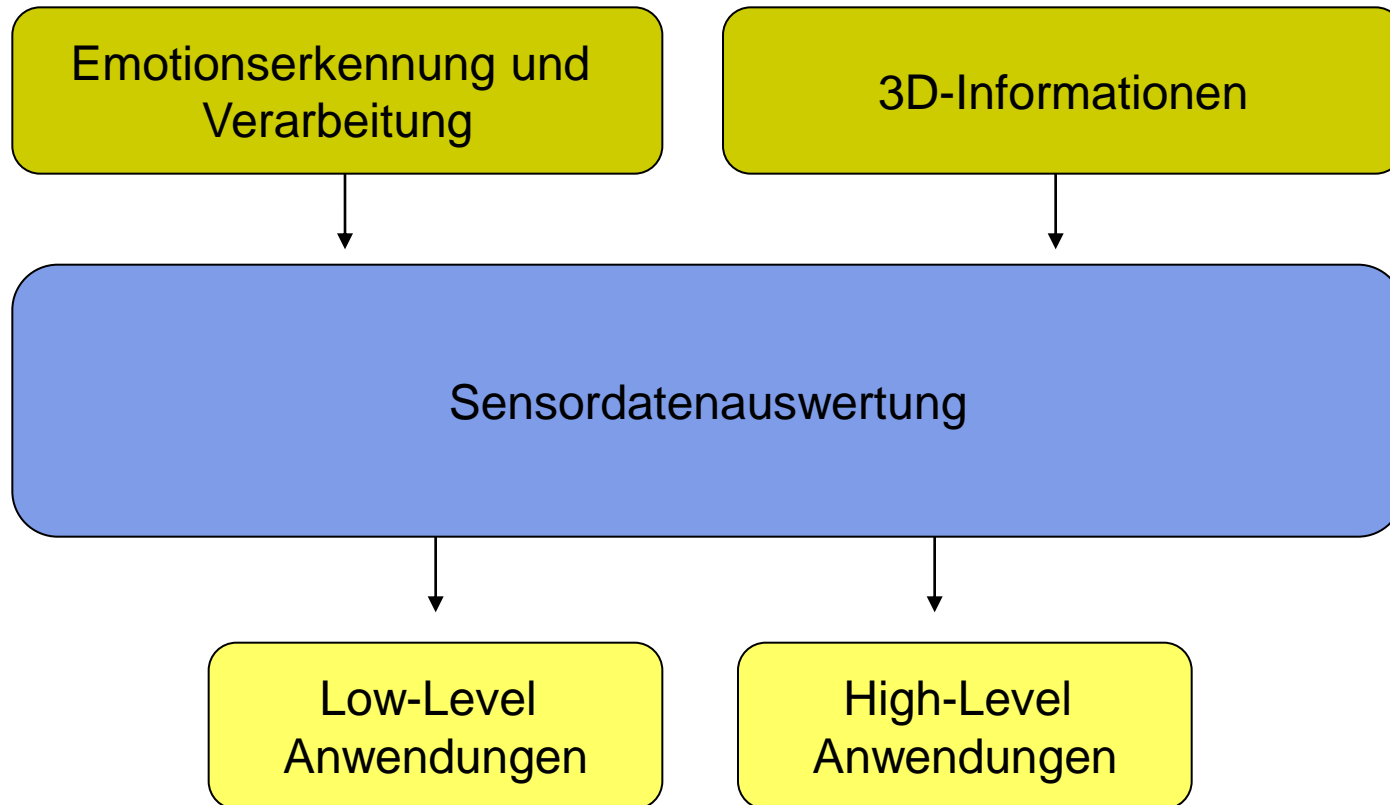 Emotionserkennung und
Verarbeitung
3D-Informationen
Sensordatenauswertung
Low-Level
Anwendungen
High-Level
Anwendungen